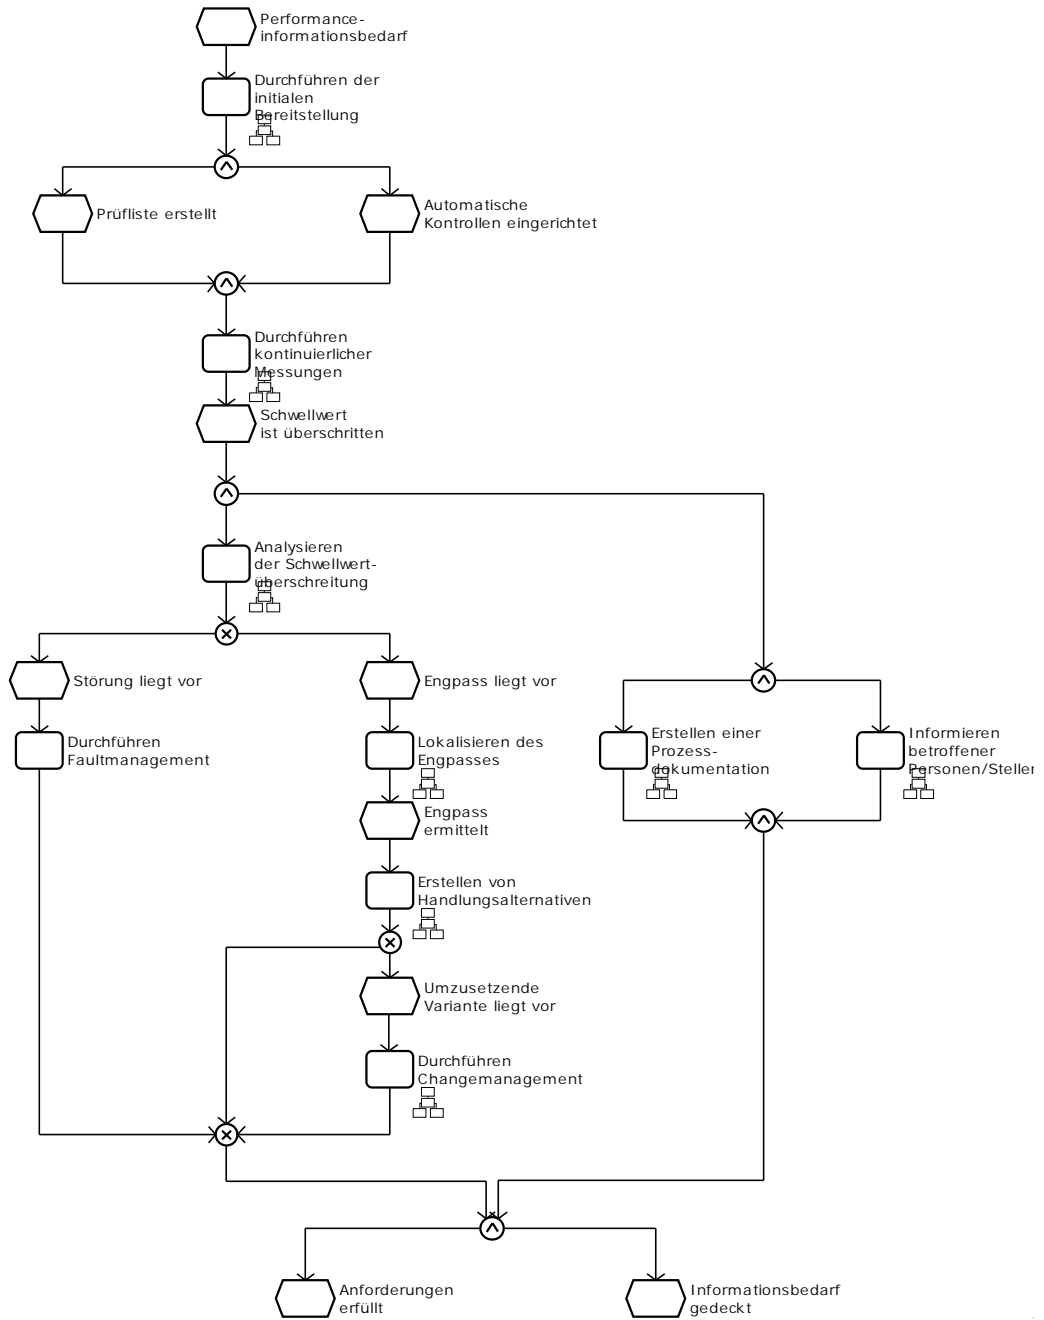 Performance-
informationsbedarf
Durchführen der
initialen
Bereitstellung
Prüfliste erstellt
Automatische
Kontrollen eingerichtet
Durchführen
kontinuierlicher
Messungen
Schwellwert
ist überschritten
Analysieren
der Schwellwert-
überschreitung
Störung liegt vor
Engpass liegt vor
Durchführen
Faultmanagement
Lokalisieren des
Engpasses
Erstellen einer
Prozess-
dokumentation
Informieren
betroffener
Personen/Stellen
Engpass
ermittelt
Erstellen von
Handlungsalternativen
Umzusetzende
Variante liegt vor
Durchführen
Changemanagement
Anforderungen
erfüllt
Informationsbedarf
gedeckt